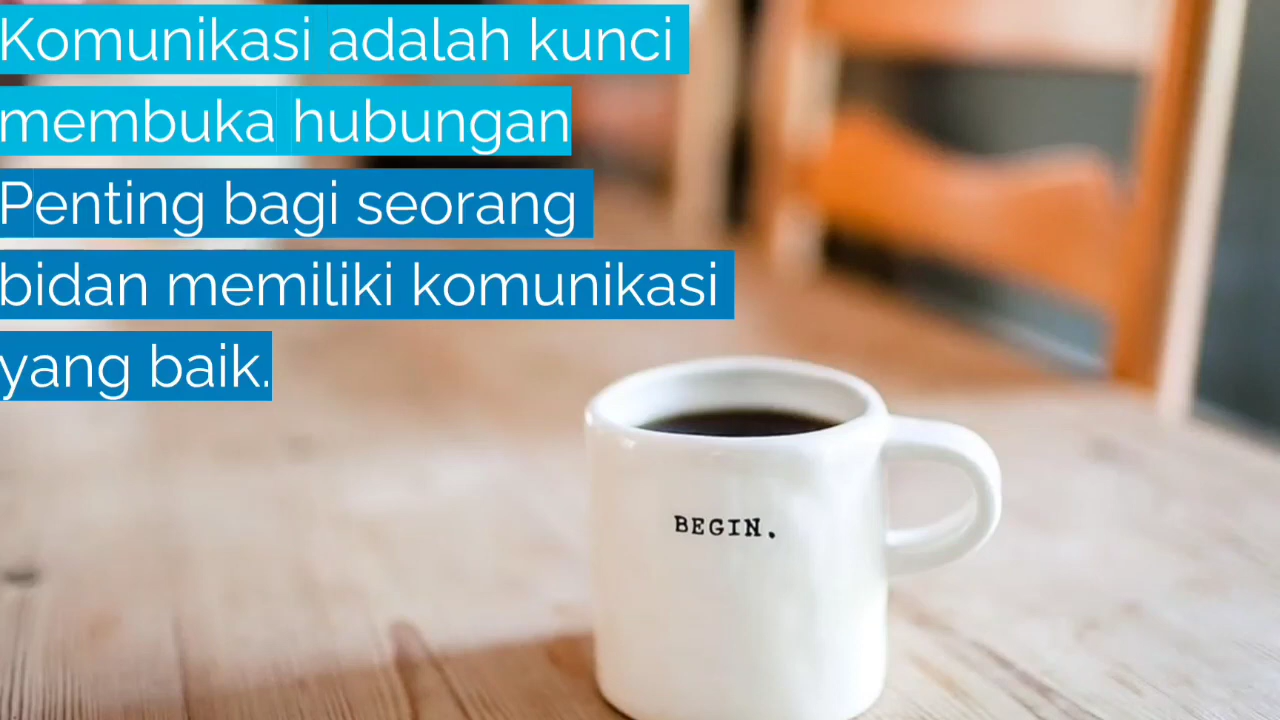 Komunikasi adalah kunci
membuka hubungan
Penting bagi seorang
bidan memiliki komunikasi
yang baik.
BEGIN.